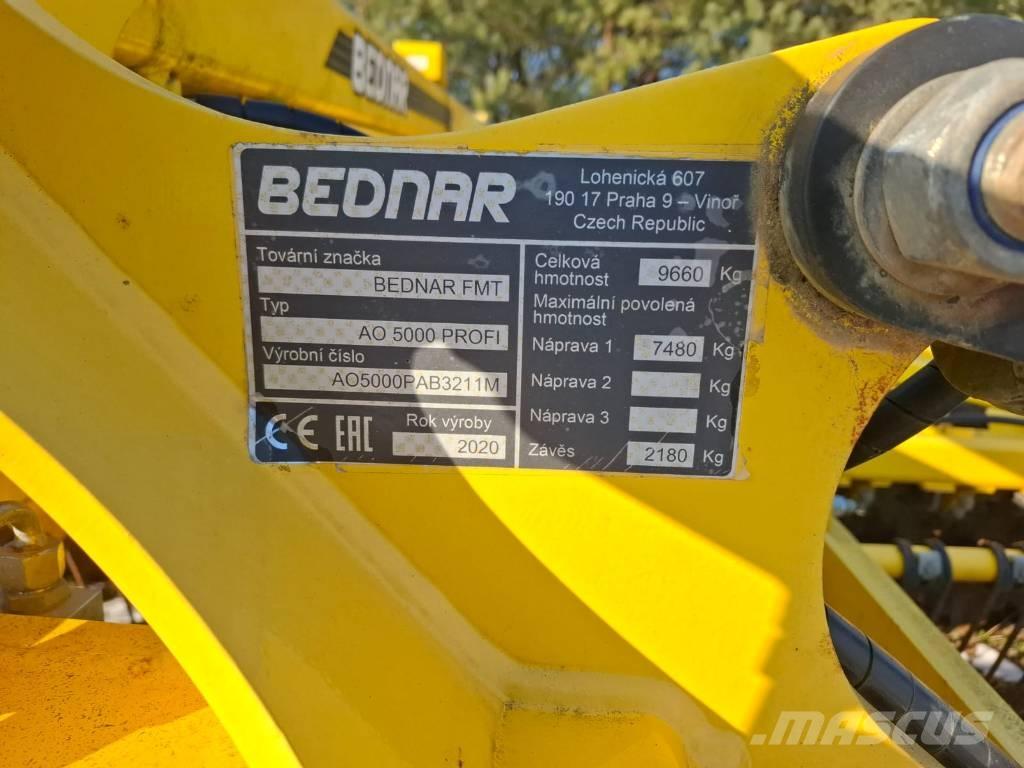 BEDNAR
BEDNAR
Lohenická 607
190 17 Praha 9 – Vinoř
Czech Republic
Tovární značka
BEDNAR FMT
Typ
AO 5000 PROFI
Výrobní číslo
AO5000PAB3211M
CE EAC
Rok výroby
2020
Celková hmotnost 9660 Kg
Maximální povolená
hmotnost
Náprava 1 7480 Kg
Náprava 2 Kg
Náprava 3 Kg
Závěs 2180 Kg
MASCUS